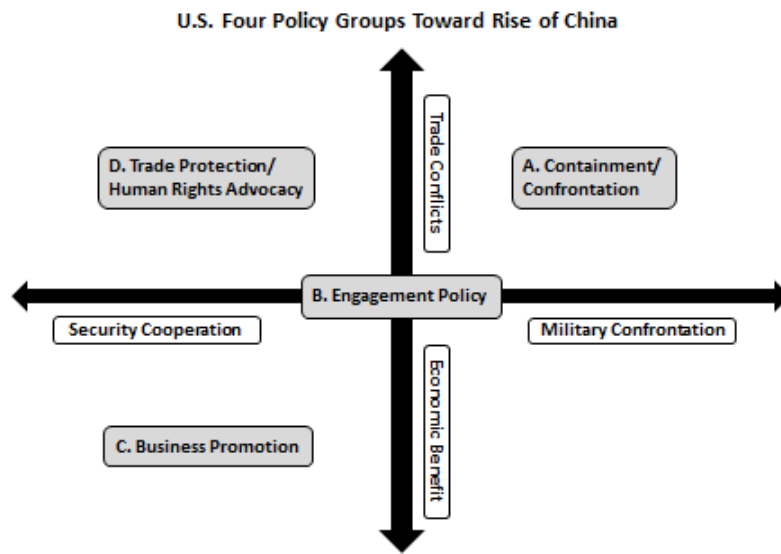 U.S. Four Policy Groups Toward Rise of China
Trade Conflicts
D. Trade Protection/
Human Rights Advocacy
A. Containment/
Confrontation
B. Engagement Policy
Security Cooperation
Military Confrontation
Economic Benefit
C. Business Promotion